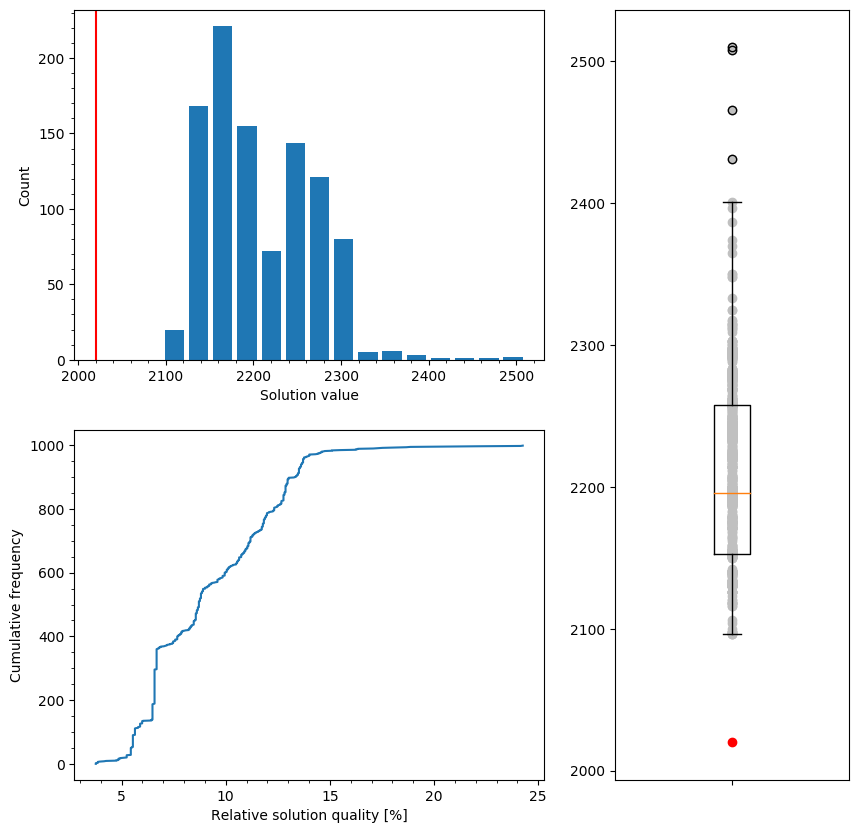 200
150
100
50
0
Count
2000 2100 2200 2300 2400 2500
Solution value
1000
800
600
400
200
0
Cumulative frequency
5 10 15 20 25
Relative solution quality [%]
2500
2400
2300
2200
2100
2000